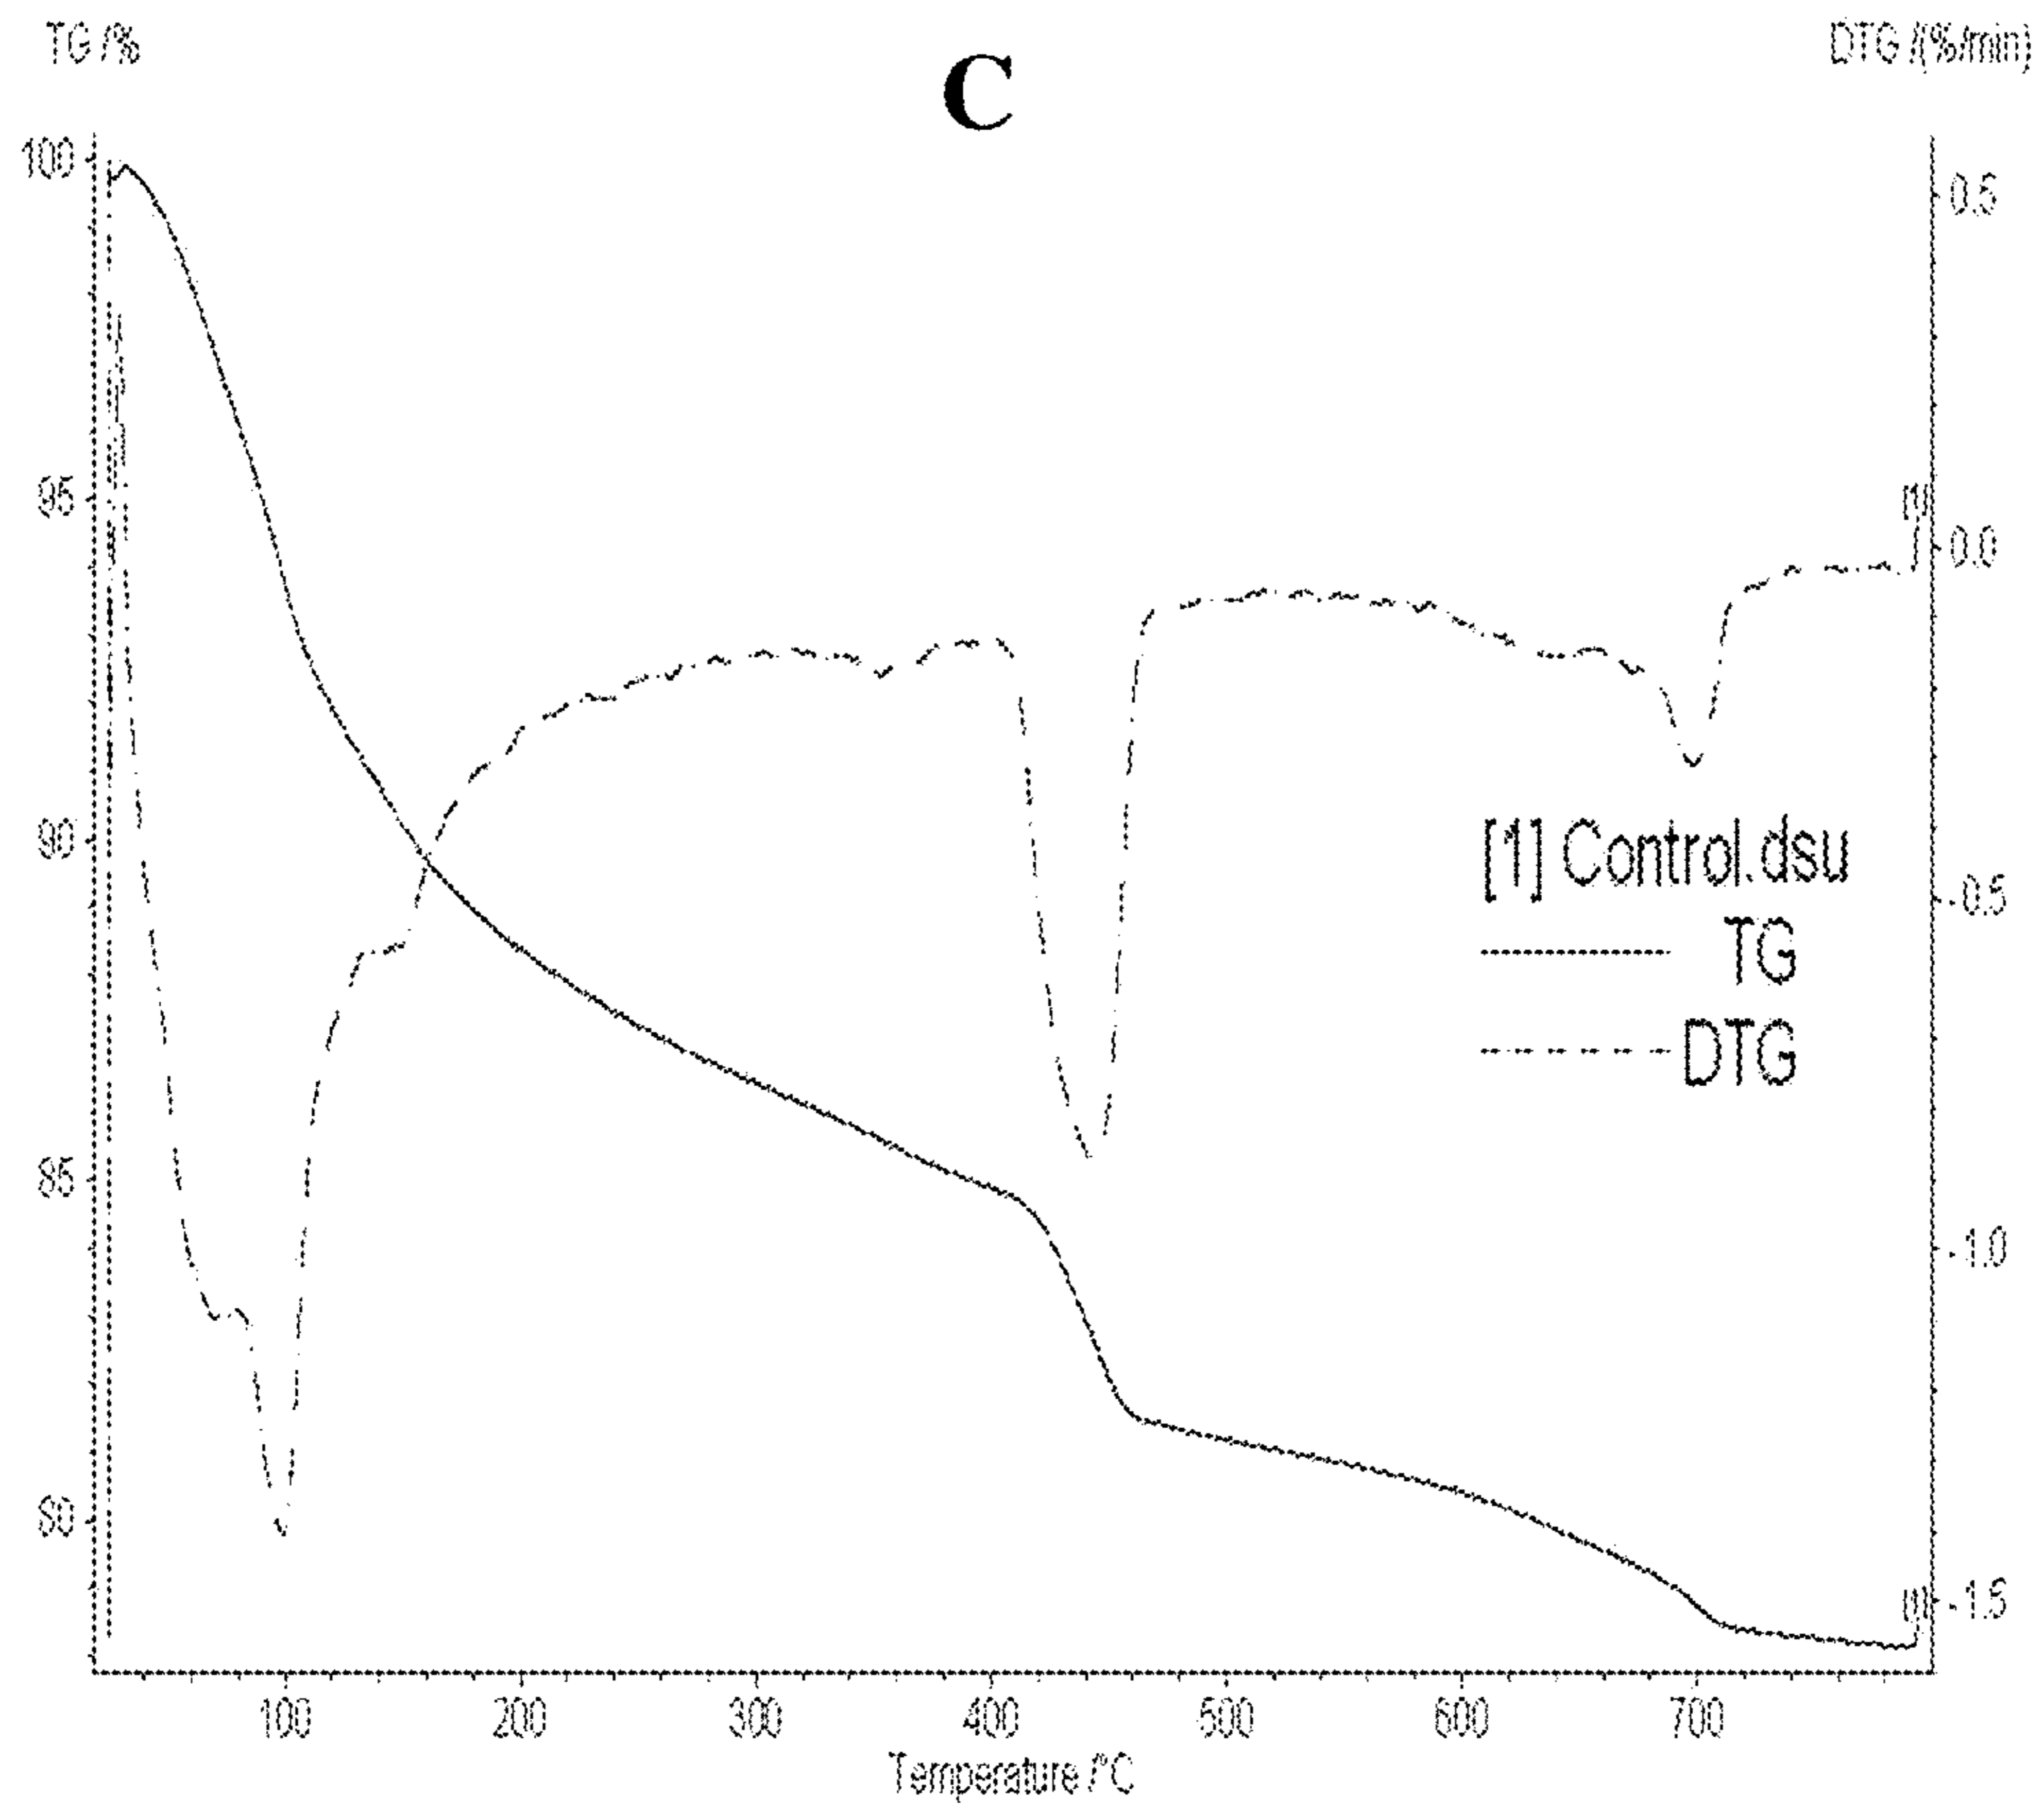 TG /%
DTG /(%/min)
C
100
95
90
85
80
0.5
[1]
0.0
-0.5
-1.0
-1.5
[1]
[1] Control.dsu
TG
DTG
100 200 300 400 500 600 700
Temperature /°C